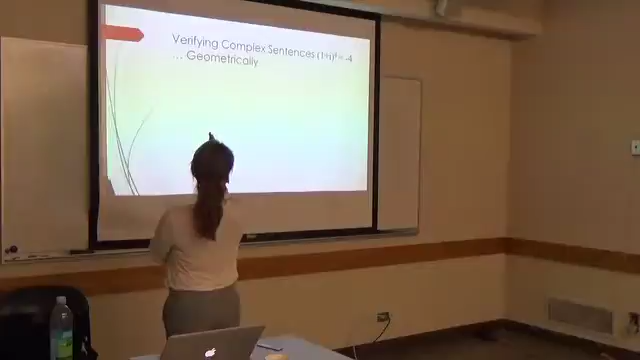 Verifying Complex Sentences (1+i)⁴ = -4
... Geometrically